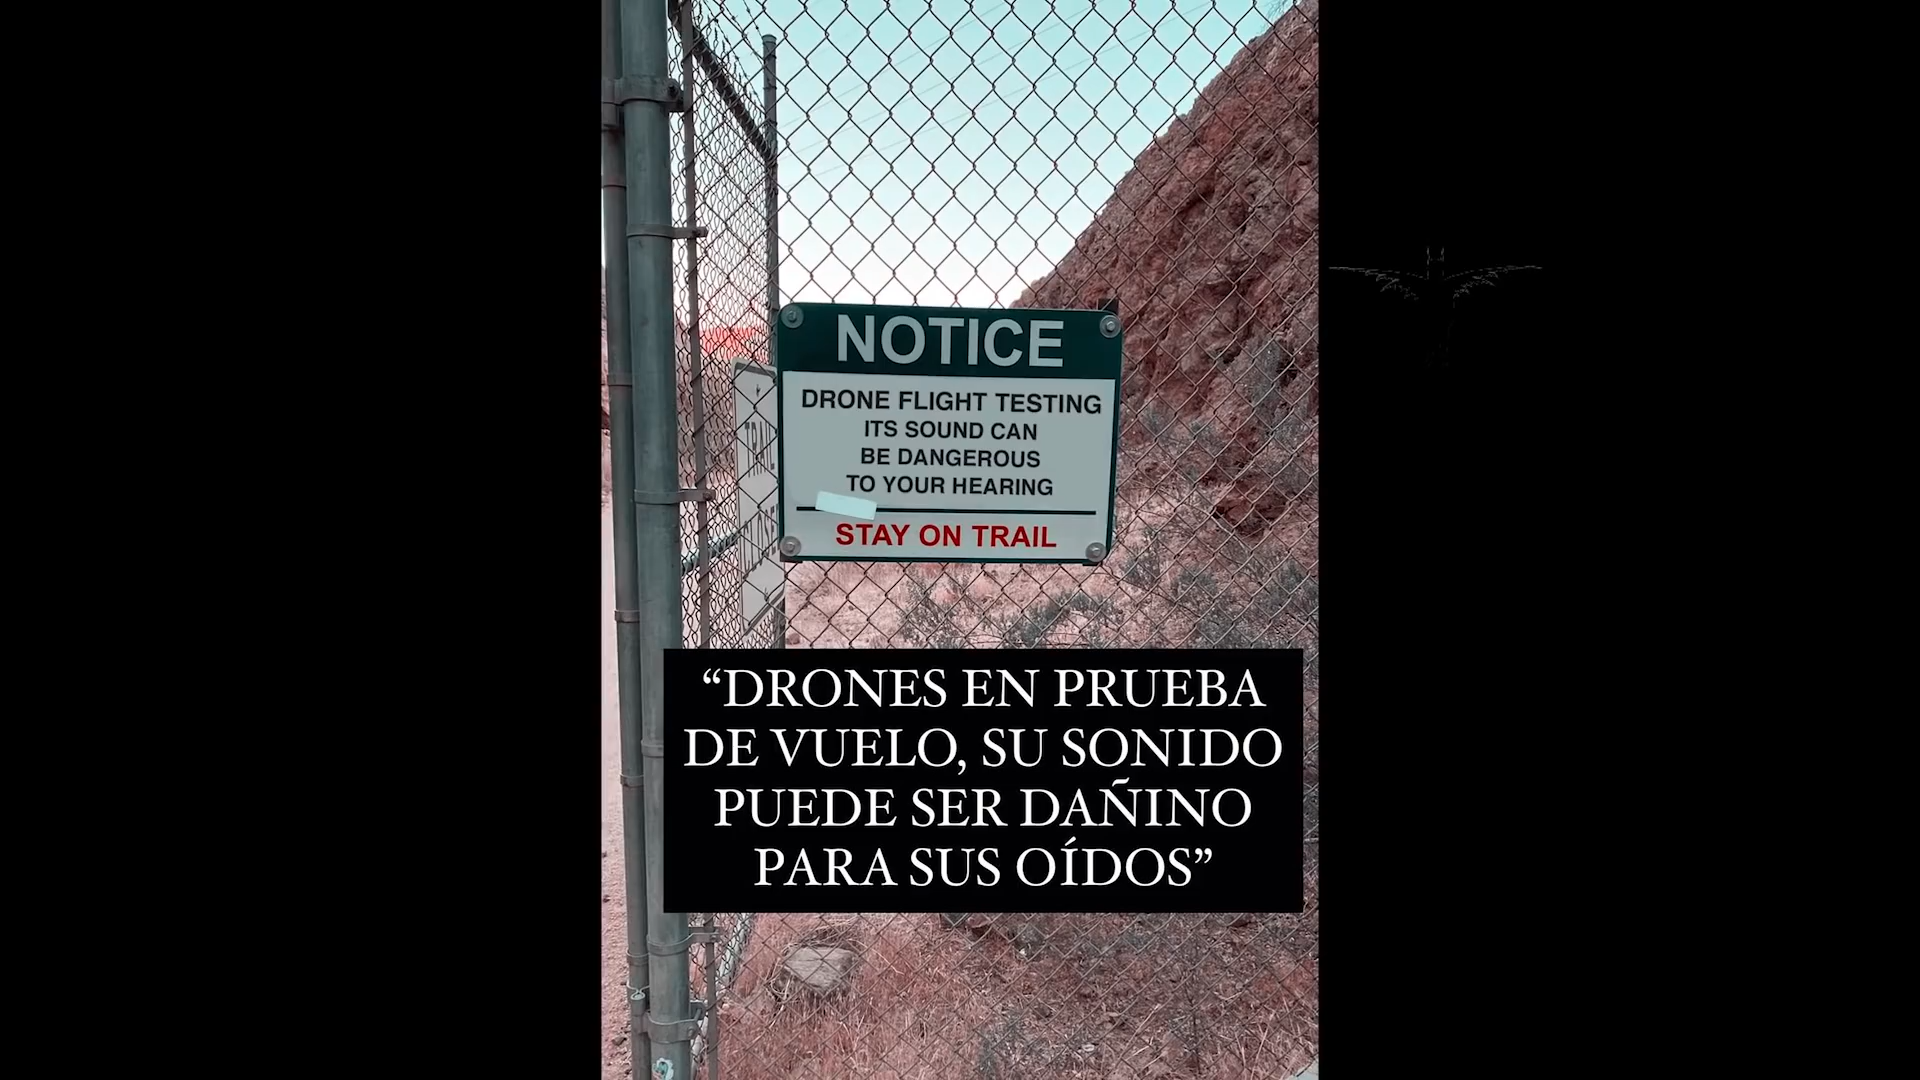 NOTICE
DRONE FLIGHT TESTING
ITS SOUND CAN
BE DANGEROUS
TO YOUR HEARING
STAY ON TRAIL
TRAIL
“DRONES EN PRUEBA
DE VUELO, SU SONIDO
PUEDE SER DAÑINO
PARA SUS OÍDOS”